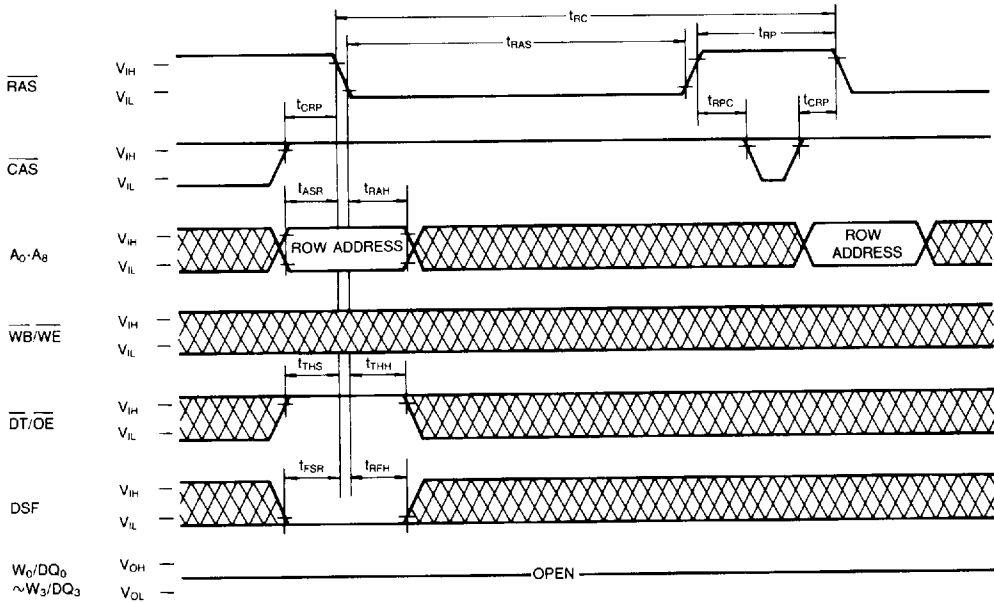 tRC
tRAS
tRP
RAS
VIH
VIL
tCRP
tRPC
tCRP
CAS
VIH
VIL
tASR
tRAH
A0·A8
VIH
VIL
ROW ADDRESS
ROW
ADDRESS
WB/WE
VIH
VIL
tTHS
tTHH
DT/OE
VIH
VIL
tFSR
tRFH
DSF
VIH
VIL
W0/DQ0
~W3/DQ3
VOH
VOL
OPEN